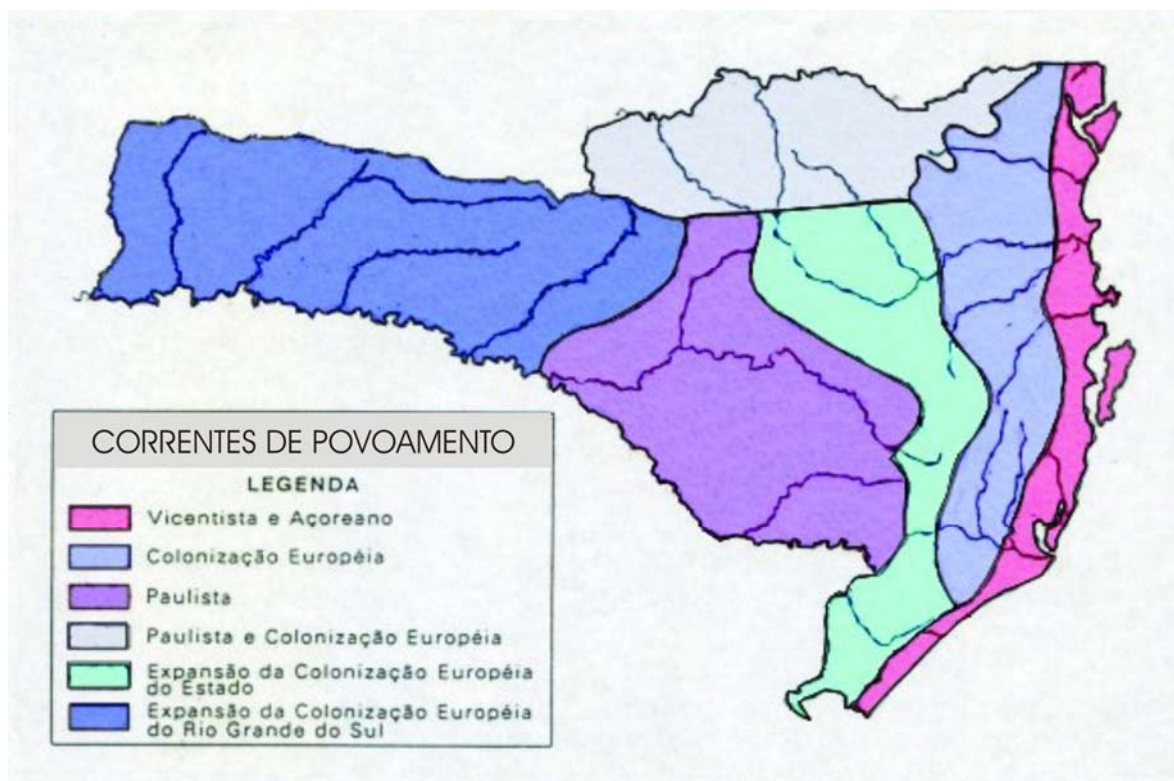 CORRENTES DE POVOAMENTO
LEGENDA
Vicentista e Açoreano
Colonização Européia
Paulista
Paulista e Colonização Européia
Expansão da Colonização Européia
do Estado
Expansão da Colonização Européia
do Rio Grande do Sul